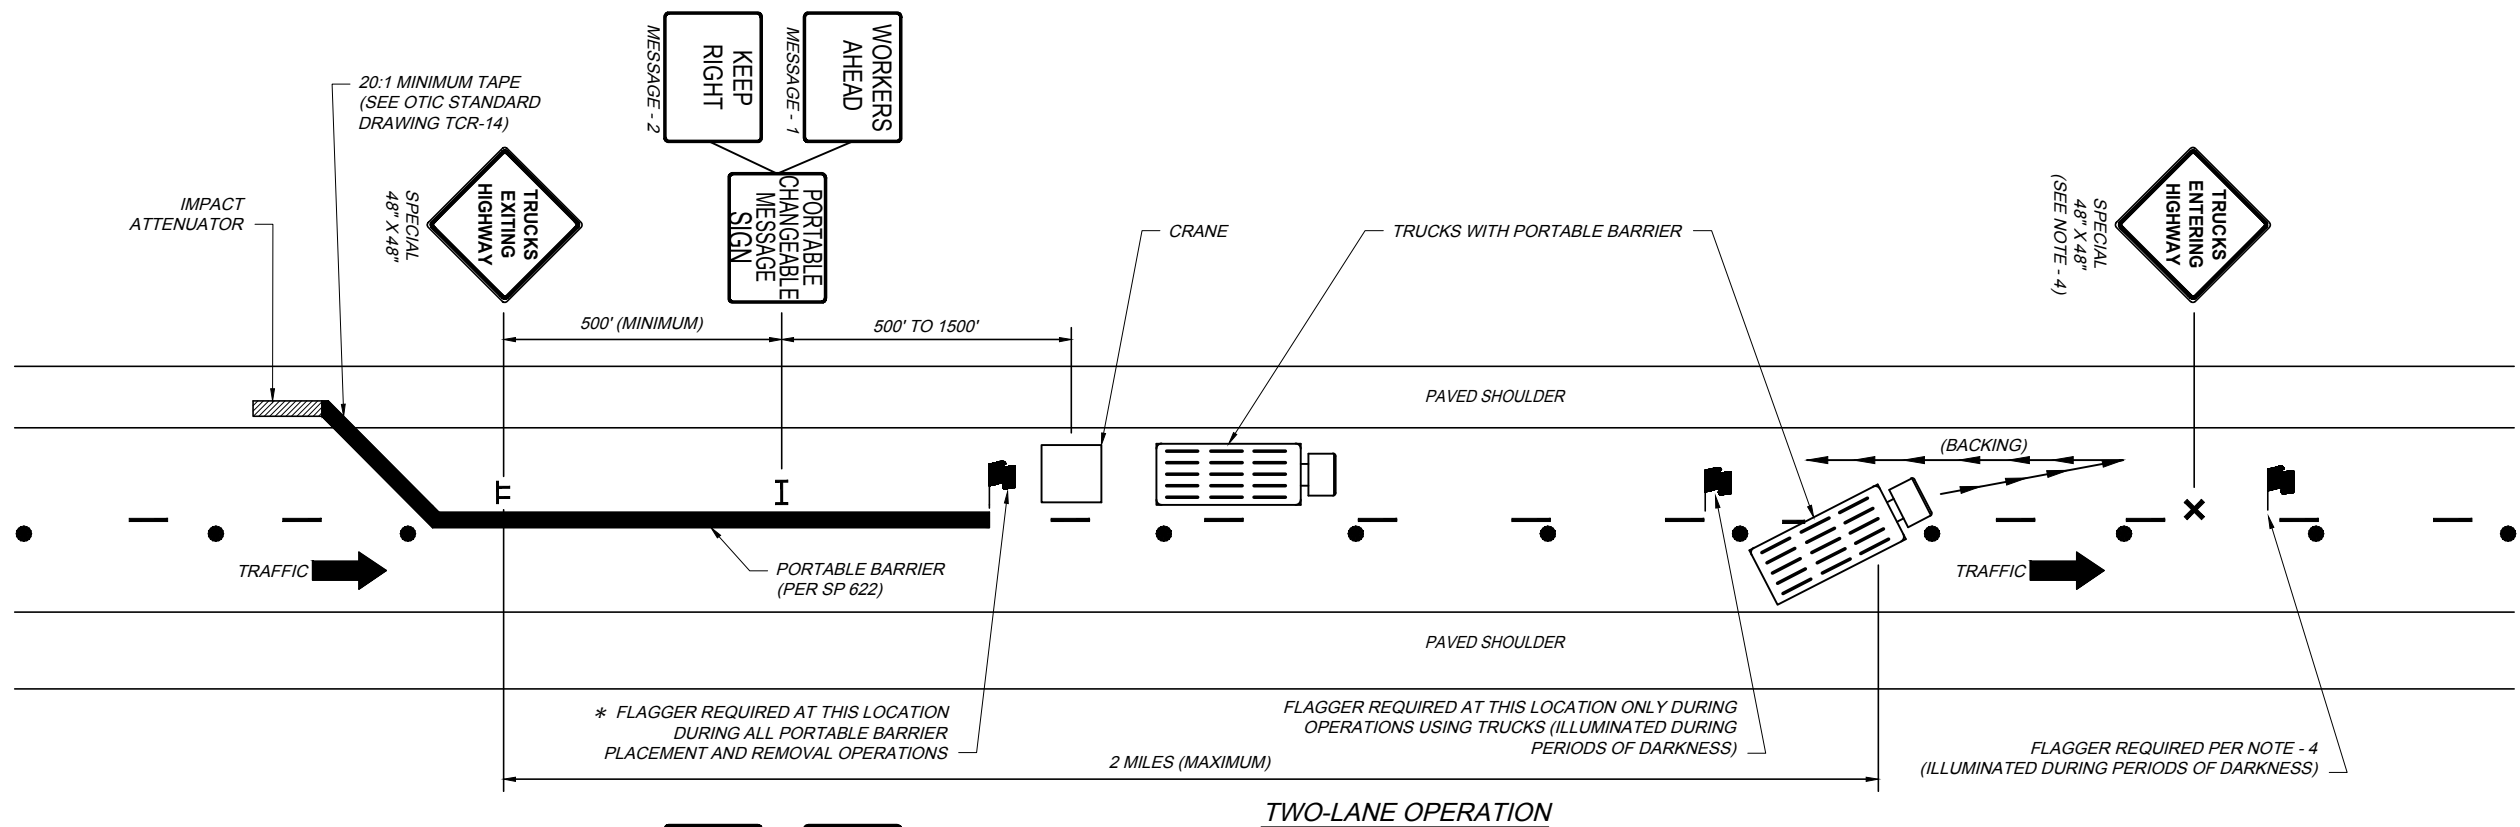 WORKERS
AHEAD
MESSAGE - 1
KEEP
RIGHT
MESSAGE - 2
20:1 MINIMUM TAPE
(SEE OTIC STANDARD
DRAWING TCR-14)
IMPACT
ATTENUATOR
TRUCKS
EXITING
HIGHWAY
SPECIAL
48" X 48"
PORTABLE
CHANGEABLE
MESSAGE
SIGN
CRANE
TRUCKS WITH PORTABLE BARRIER
TRUCKS
ENTERING
HIGHWAY
SPECIAL
48" X 48"
(SEE NOTE - 4)
500' (MINIMUM)
500' TO 1500'
PAVED SHOULDER
(BACKING)
TRAFFIC
PORTABLE BARRIER
(PER SP 622)
TRAFFIC
PAVED SHOULDER
* FLAGGER REQUIRED AT THIS LOCATION
DURING ALL PORTABLE BARRIER
PLACEMENT AND REMOVAL OPERATIONS
FLAGGER REQUIRED AT THIS LOCATION ONLY DURING
OPERATIONS USING TRUCKS (ILLUMINATED DURING
PERIODS OF DARKNESS)
FLAGGER REQUIRED PER NOTE - 4
(ILLUMINATED DURING PERIODS OF DARKNESS)
2 MILES (MAXIMUM)
TWO-LANE OPERATION